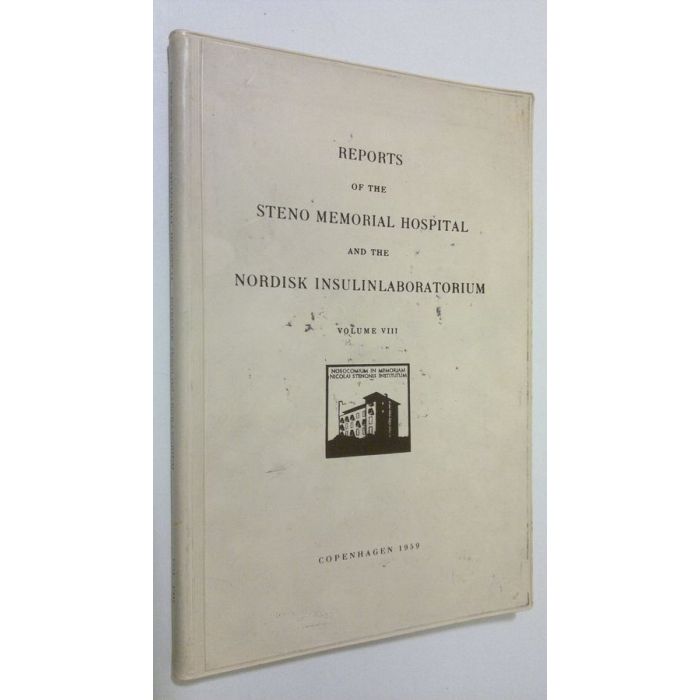 REPORTS
OF THE
STENO MEMORIAL HOSPITAL
AND THE
NORDISK INSULINLABORATORIUM
VOLUME VIII
NOSOCOMIUM IN MEMORIAM
NICOLAI STENONIS INSTITUTUM
COPENHAGEN 1959